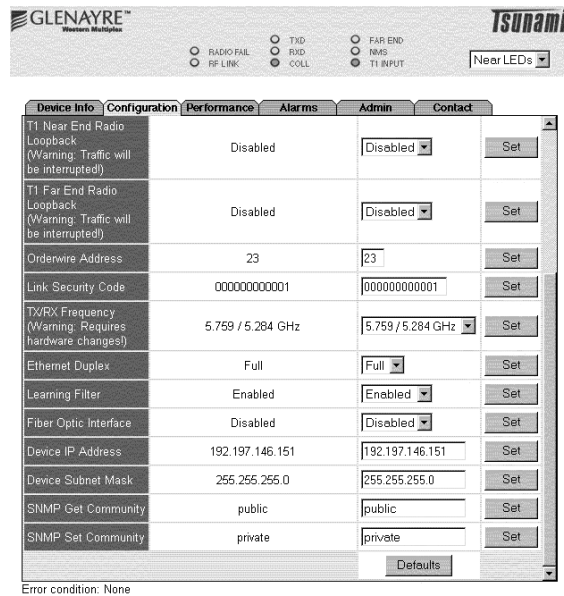 GLENAYRE™
Western Multiplex
Tsunami
TXD
FAR END
RADIO FAIL
RXD
NMS
RF LINK
COLL
T1 INPUT
Near LEDs
Device Info Configuration Performance Alarms Admin Contact
T1 Near End Radio
Loopback
(Warning: Traffic will
be interrupted!)
Disabled
Disabled
Set
T1 Far End Radio
Loopback
(Warning: Traffic will
be interrupted!)
Disabled
Disabled
Set
Orderwire Address
23
23
Set
Link Security Code
000000000001
000000000001
Set
TX/RX Frequency
(Warning: Requires
hardware changes!)
5.759 / 5.284 GHz
5.759 / 5.284 GHz
Set
Ethernet Duplex
Full
Full
Set
Learning Filter
Enabled
Enabled
Set
Fiber Optic Interface
Disabled
Disabled
Set
Device IP Address
192.197.146.151
192.197.146.151
Set
Device Subnet Mask
255.255.255.0
255.255.255.0
Set
SNMP Get Community
public
public
Set
SNMP Set Community
private
private
Set
Defaults
Error condition: None